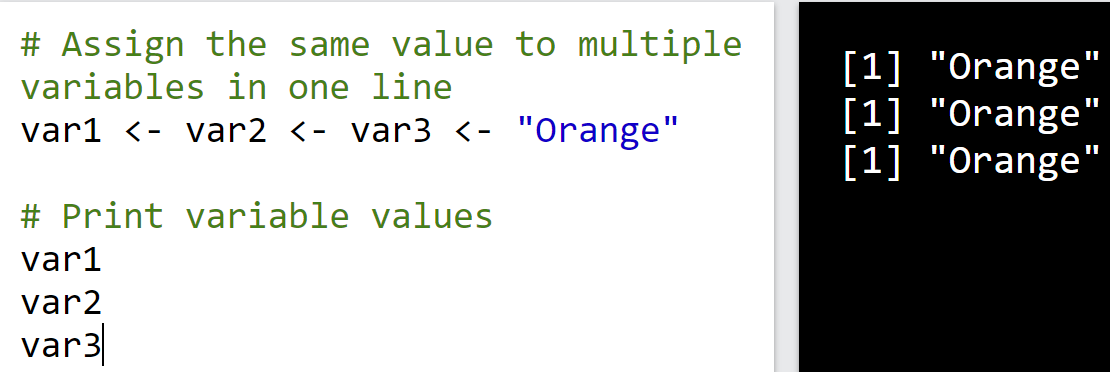 # Assign the same value to multiple
variables in one line
var1 <- var2 <- var3 <- "Orange"
# Print variable values
var1
var2
var3
[1] "Orange"
[1] "Orange"
[1] "Orange"